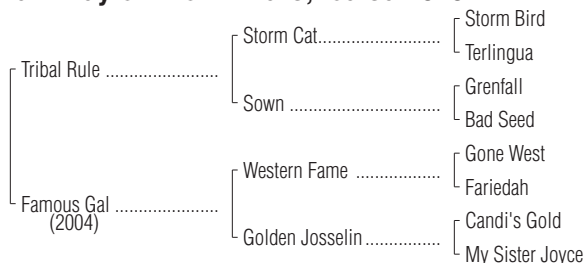 Storm Bird
Storm Cat..............................
Terlingua
Tribal Rule ............................
Grenfall
Sown .....................................
Bad Seed
Gone West
Western Fame .....................
Fariedah
Famous Gal ..........................
(2004)
Candi's Gold
Golden Josselin...................
My Sister Joyce